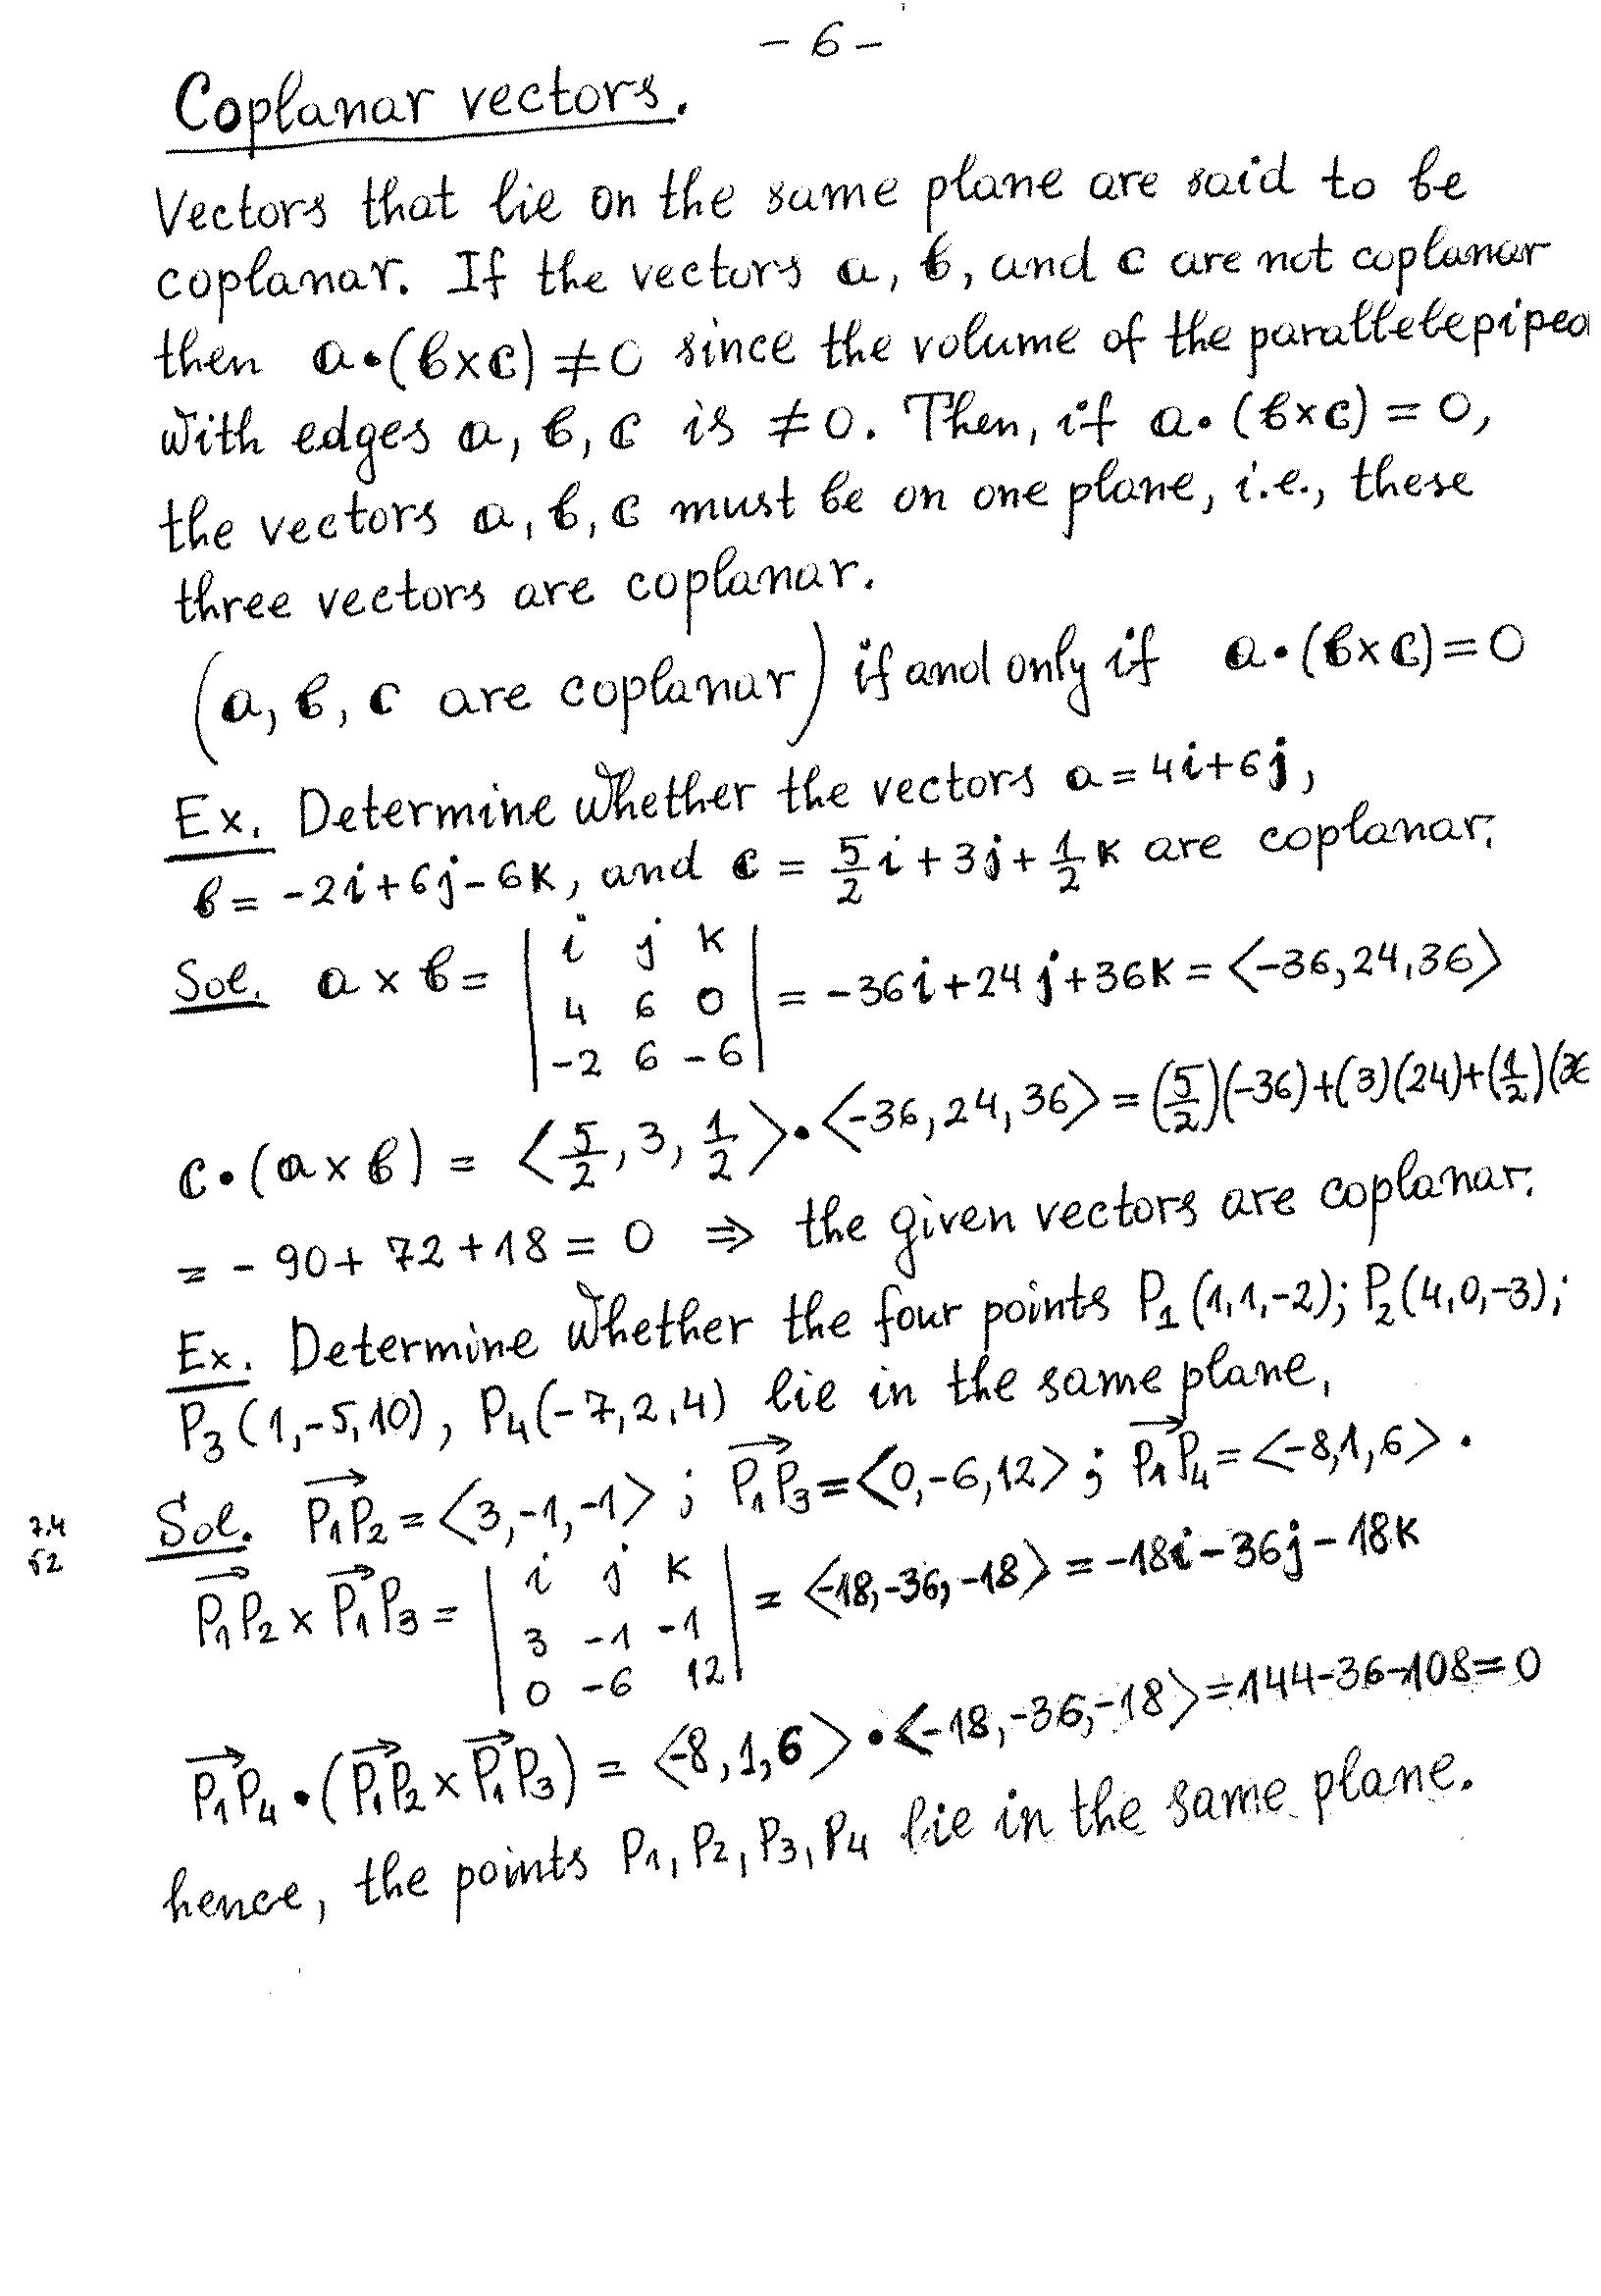 - 6 -
Coplanar vectors.
Vectors that lie on the same plane are said to be
coplanar. If the vectors a, b, and c are not coplanar
then a•(b×c) ≠ 0 since the volume of the parallelepiped
with edges a, b, c is ≠ 0. Then, if a•(b×c) = 0,
the vectors a, b, c must be on one plane, i.e., these
three vectors are coplanar.
(a, b, c are coplanar) if and only if a•(b×c) = 0
Ex. Determine whether the vectors a = 4i+6j,
b = -2i+6j-6k, and c = 5/2 i + 3j + 1/2 k are coplanar.
Sol. a × b = | i j k |
| 4 6 0 | = -36i+24j+36k = ⟨-36,24,36⟩
| -2 6 -6 |
c•(a×b) = ⟨5/2, 3, 1/2⟩•⟨-36,24,36⟩ = (5/2)(-36)+(3)(24)+(1/2)(36
= - 90+ 72+18 = 0 ⇒ the given vectors are coplanar.
Ex. Determine whether the four points P1 (1,1,-2); P2(4,0,-3);
P3 (1,-5,10), P4(-7,2,4) lie in the same plane.
7.4
52
Sol. P1P2 = ⟨3,-1,-1⟩ ; P1P3 = ⟨0,-6,12⟩ ; P1P4 = ⟨-8,1,6⟩ .
P1P2 × P1P3 = | i j k |
| 3 -1 -1 | = ⟨-18,-36,-18⟩ = -18i-36j-18k
| 0 -6 12 |
P1P4•(P1P2 × P1P3) = ⟨-8,1,6⟩•⟨-18,-36,-18⟩ = 144-36-108 = 0
hence, the points P1, P2, P3, P4 lie in the same plane.